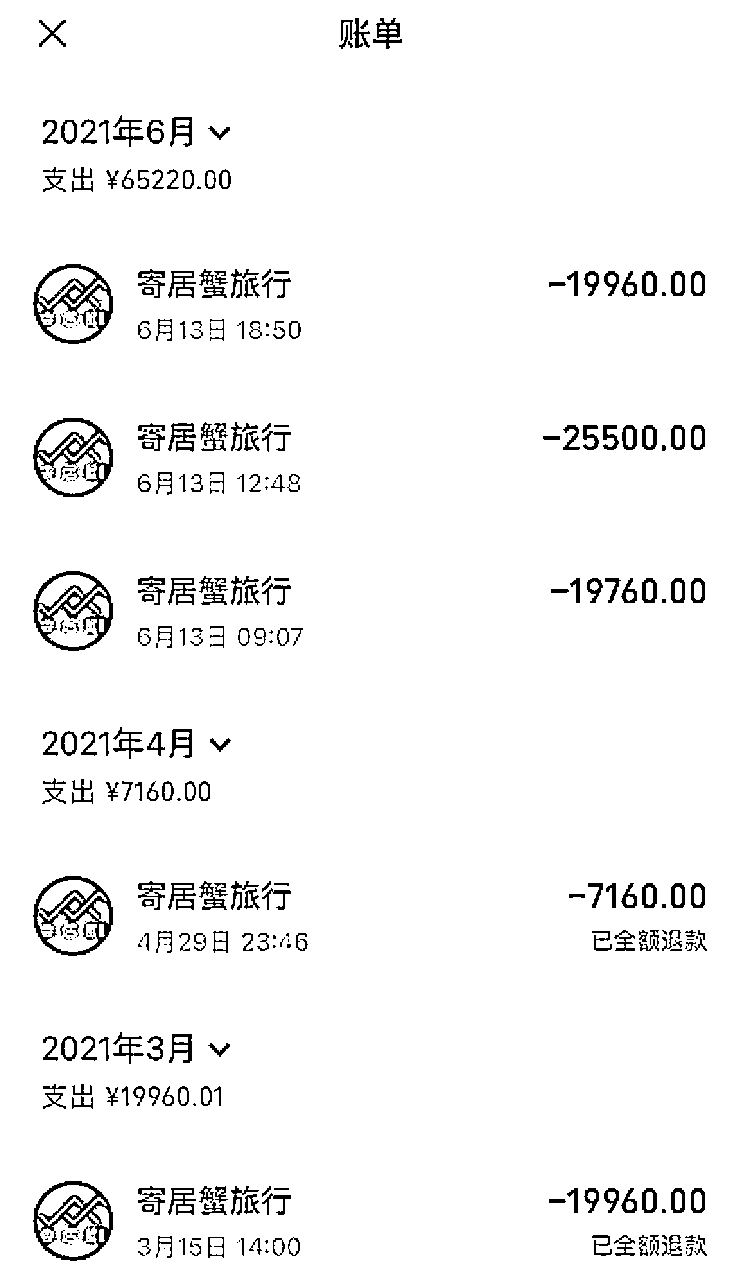 账单
2021年6月
支出 ¥65220.00
寄居蟹旅行 -19960.00
6月13日 18:50
寄居蟹旅行 -25500.00
6月13日 12:48
寄居蟹旅行 -19760.00
6月13日 09:07
2021年4月
支出 ¥7160.00
寄居蟹旅行 -7160.00
4月29日 23:46 已全额退款
2021年3月
支出 ¥19960.01
寄居蟹旅行 -19960.00
3月15日 14:00 已全额退款